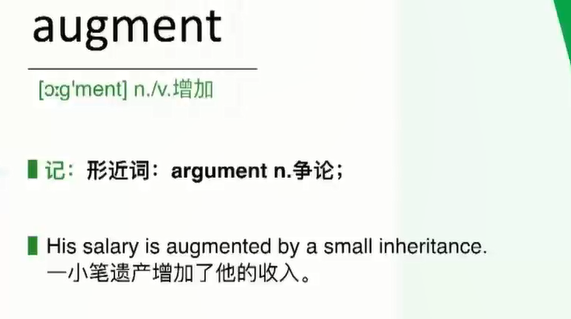 augment
[ɔːg'ment] n./v.增加
记：形近词：argument n.争论；
His salary is augmented by a small inheritance.
一小笔遗产增加了他的收入。